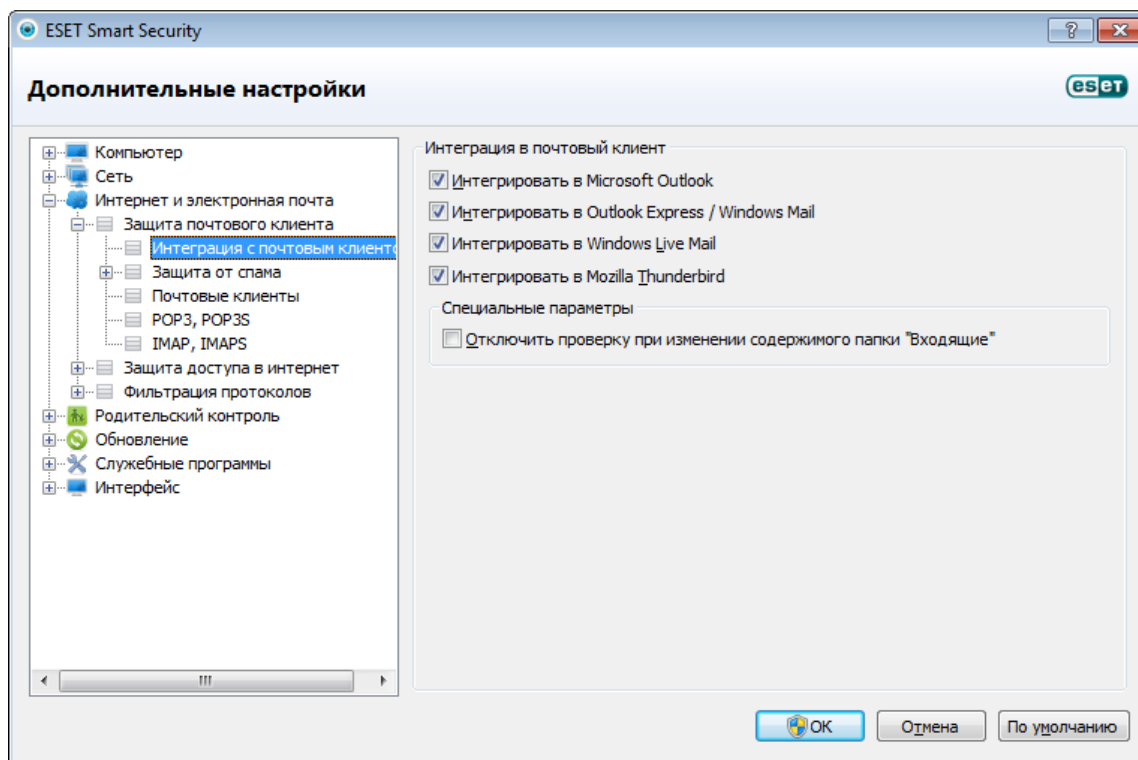 ESET Smart Security
Дополнительные настройки
eset
Компьютер
Сеть
Интернет и электронная почта
Защита почтового клиента
Интеграция с почтовым клиенто
Защита от спама
Почтовые клиенты
POP3, POP3S
IMAP, IMAPS
Защита доступа в интернет
Фильтрация протоколов
Родительский контроль
Обновление
Служебные программы
Интерфейс
Интеграция в почтовый клиент
Интегрировать в Microsoft Outlook
Интегрировать в Outlook Express / Windows Mail
Интегрировать в Windows Live Mail
Интегрировать в Mozilla Thunderbird
Специальные параметры
Отключить проверку при изменении содержимого папки "Входящие"
OK Отмена По умолчанию